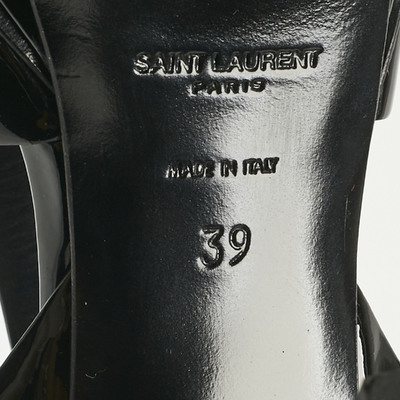 SAINT LAURENT
PARIS
MADE IN ITALY
39